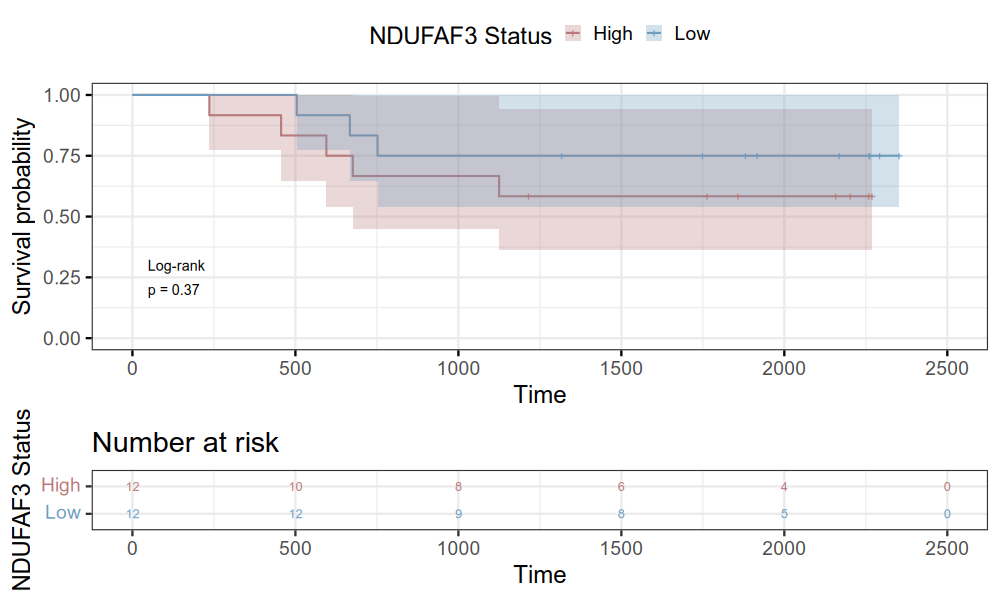 NDUFAF3 Status High Low
Survival probability
1.00
0.75
0.50
0.25
0.00
Log-rank
p = 0.37
0 500 1000 1500 2000 2500
Time
Number at risk
NDUFAF3 Status
High 12 10 8 6 4 0
Low 12 12 9 8 5 0
0 500 1000 1500 2000 2500
Time